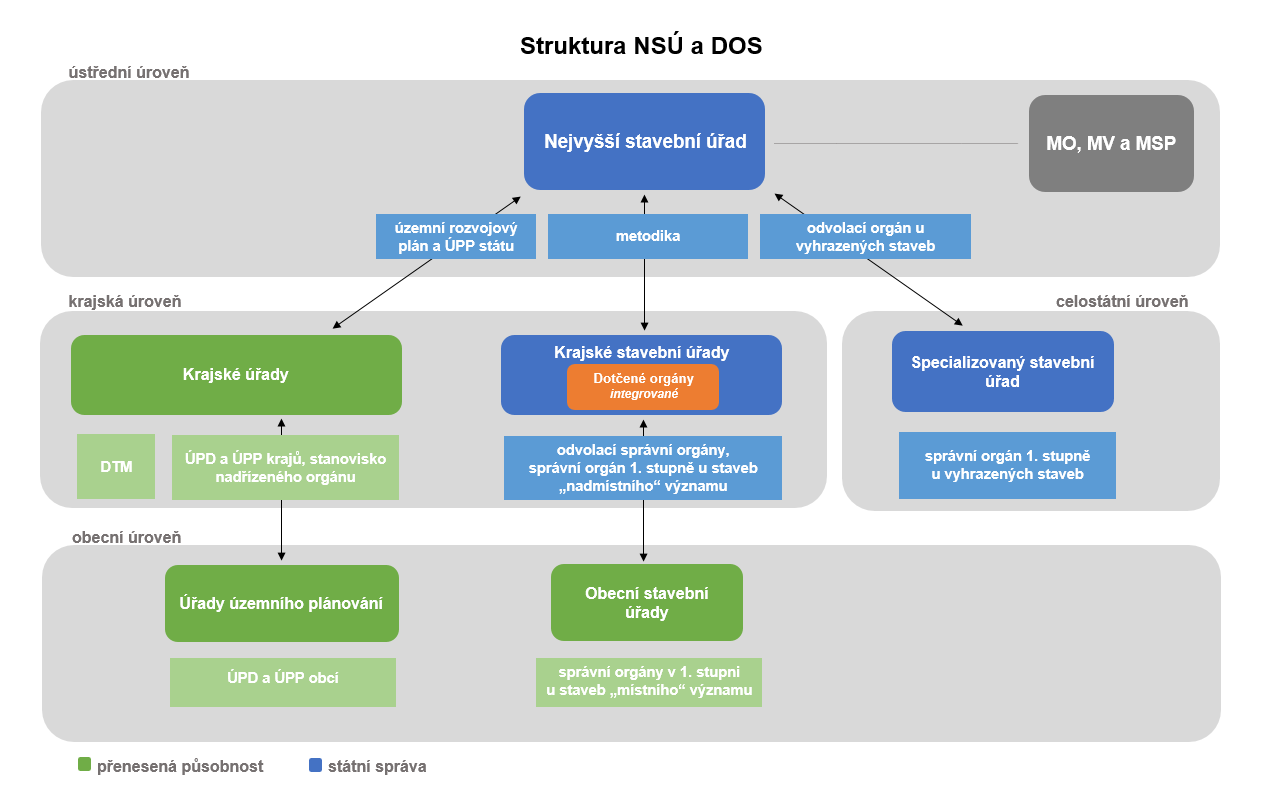 Struktura NSÚ a DOS
ústřední úroveň
Nejvyšší stavební úřad
MO, MV a MSP
územní rozvojový
plán a ÚPP státu
metodika
odvolací orgán u
vyhrazených staveb
krajská úroveň
celostátní úroveň
Krajské úřady
Krajské stavební úřady
Dotčené orgány
integrované
Specializovaný stavební
úřad
DTM
ÚPD a ÚPP krajů, stanovisko
nadřízeného orgánu
odvolací správní orgány,
správní orgán 1. stupně u staveb
„nadmístního“ významu
správní orgán 1. stupně
u vyhrazených staveb
obecní úroveň
Úřady územního plánování
Obecní stavební
úřady
ÚPD a ÚPP obcí
správní orgány v 1. stupni
u staveb „místního“ významu
přenesená působnost
státní správa